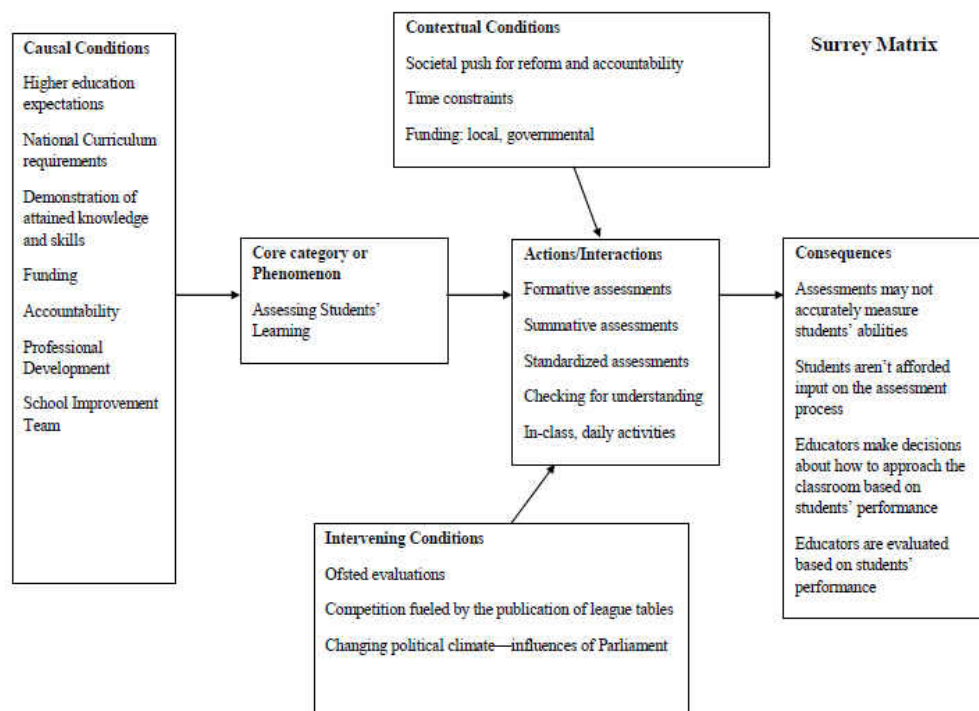 Surrey Matrix
Causal Conditions
Higher education
expectations
National Curriculum
requirements
Demonstration of
attained knowledge
and skills
Funding
Accountability
Professional
Development
School Improvement
Team
Core category or
Phenomenon
Assessing Students’
Learning
Contextual Conditions
Societal push for reform and accountability
Time constraints
Funding: local, governmental
Actions/Interactions
Formative assessments
Summative assessments
Standardized assessments
Checking for understanding
In-class, daily activities
Intervening Conditions
Ofsted evaluations
Competition fueled by the publication of league tables
Changing political climate—influences of Parliament
Consequences
Assessments may not
accurately measure
students’ abilities
Students aren’t afforded
input on the assessment
process
Educators make decisions
about how to approach the
classroom based on
students’ performance
Educators are evaluated
based on students’
performance